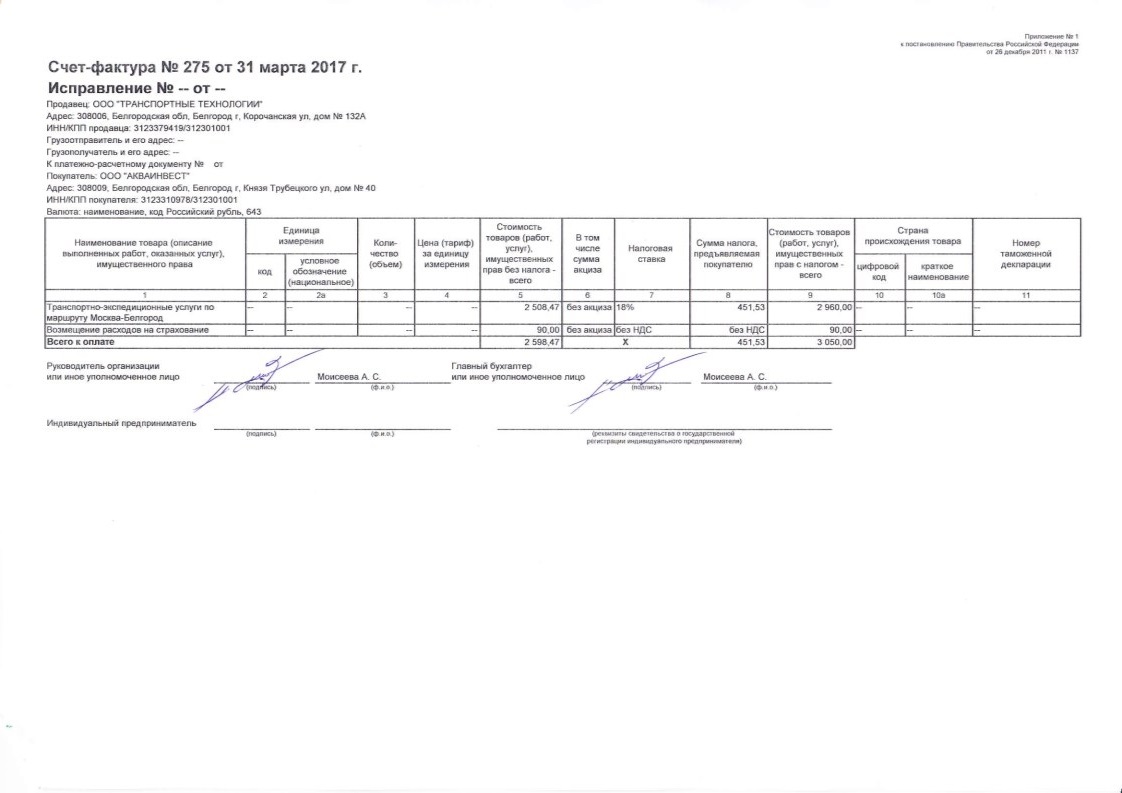 Приложение № 1
к постановлению Правительства Российской Федерации
от 26 декабря 2011 г. № 1137
Счет-фактура № 275 от 31 марта 2017 г.
Исправление № -- от --
Продавец: ООО "ТРАНСПОРТНЫЕ ТЕХНОЛОГИИ"
Адрес: 308006, Белгородская обл, Белгород г, Корочанская ул, дом № 132А
ИНН/КПП продавца: 3123379419/312301001
Грузоотправитель и его адрес: --
Грузополучатель и его адрес: --
К платежно-расчетному документу № от
Покупатель: ООО "АКВАИНВЕСТ"
Адрес: 308009, Белгородская обл, Белгород г, Князя Трубецкого ул, дом № 40
ИНН/КПП покупателя: 3123310978/312301001
Валюта: наименование, код Российский рубль, 643
Наименование товара (описание
выполненных работ, оказанных услуг),
имущественного права
Единица
измерения
код
условное
обозначение
(национальное)
Коли-
чество
(объем)
Цена (тариф)
за единицу
измерения
Стоимость
товаров (работ,
услуг),
имущественных
прав без налога -
всего
В том
числе
сумма
акциза
Налоговая
ставка
Сумма налога,
предъявляемая
покупателю
Стоимость товаров
(работ, услуг),
имущественных
прав с налогом -
всего
Страна
происхождения товара
цифровой
код
краткое
наименование
Номер
таможенной
декларации
1 2 2а 3 4 5 6 7 8 9 10 10а 11
Транспортно-экспедиционные услуги по -- -- -- -- 2 508,47 без акциза 18% 451,53 2 960,00 -- -- --
маршруту Москва-Белгород
Возмещение расходов на страхование -- -- -- -- 90,00 без акциза без НДС без НДС 90,00 -- -- --
Всего к оплате 2 598,47 Х 451,53 3 050,00
Руководитель организации
или иное уполномоченное лицо Моисеева А. С.
(подпись) (ф.и.о.)
Главный бухгалтер
или иное уполномоченное лицо Моисеева А. С.
(подпись) (ф.и.о.)
Индивидуальный предприниматель
(подпись) (ф.и.о.)
(реквизиты свидетельства о государственной
регистрации индивидуального предпринимателя)